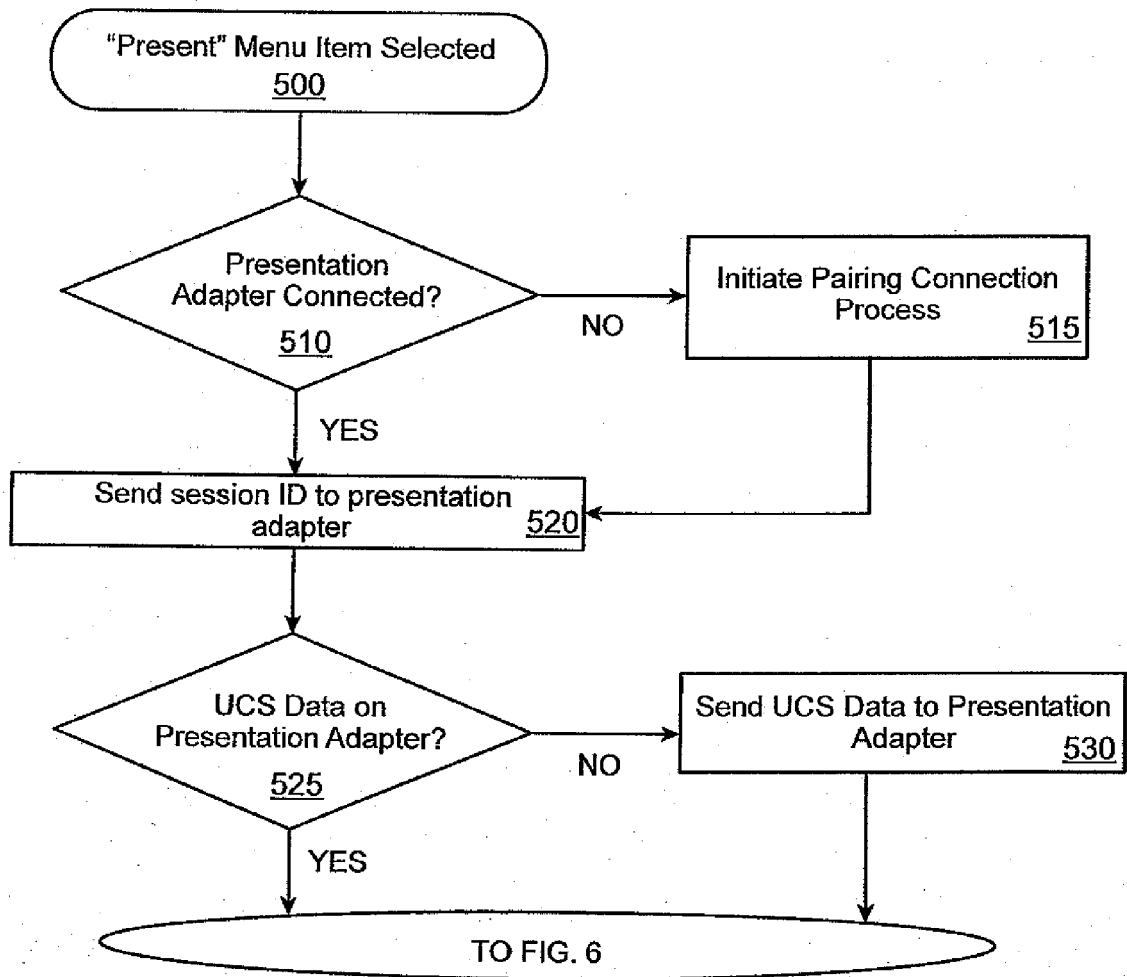 "Present" Menu Item Selected
500
Presentation
Adapter Connected?
510
NO
Initiate Pairing Connection
Process
515
YES
Send session ID to presentation
adapter
520
UCS Data on
Presentation Adapter?
525
NO
Send UCS Data to Presentation
Adapter
530
YES
TO FIG. 6